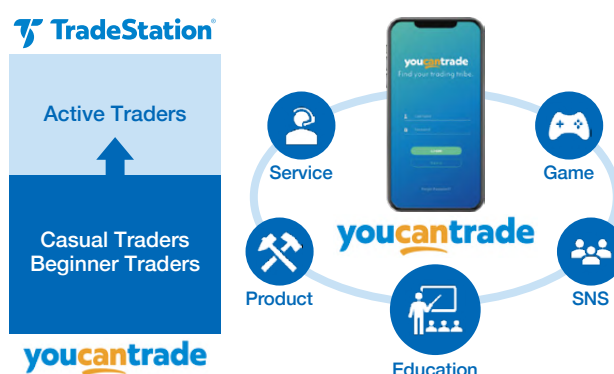 TradeStation®
Active Traders
Casual Traders
Beginner Traders
youcantrade
youcantrade
Find your trading tribe.
Service
Game
youcantrade
Product
SNS
Education